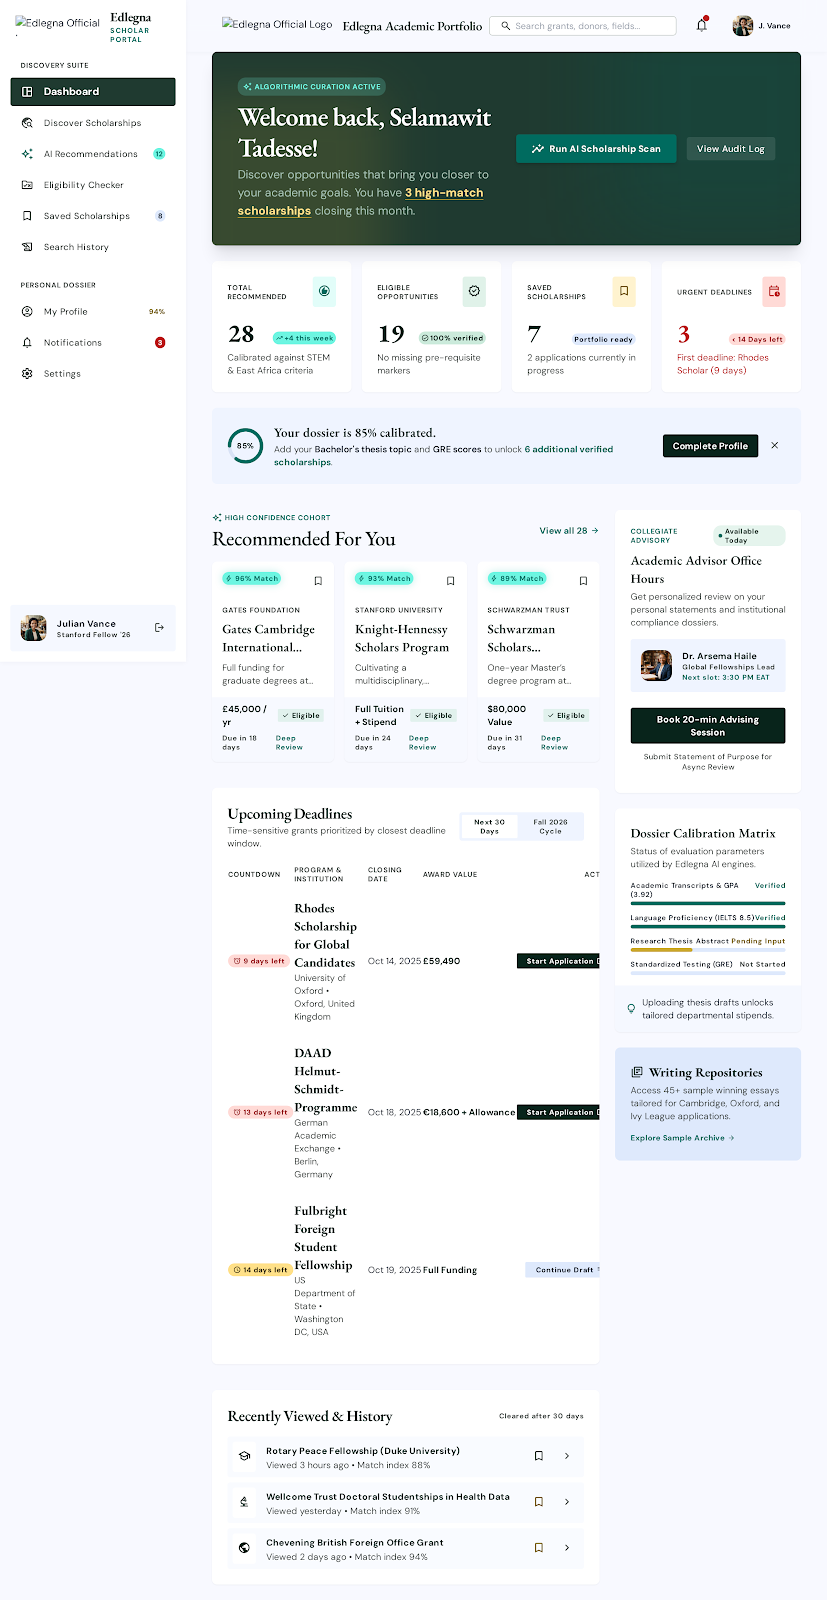 Edlegna Official
Edlegna
SCHOLAR
PORTAL
DISCOVERY SUITE
Dashboard
Discover Scholarships
AI Recommendations 12
Eligibility Checker
Saved Scholarships 8
Search History
PERSONAL DOSSIER
My Profile 94%
Notifications 3
Settings
Julian Vance
Stanford Fellow '26
Edlegna Official Logo
Edlegna Academic Portfolio
Search grants, donors, fields...
J. Vance
ALGORITHMIC CURATION ACTIVE
Welcome back, Selamawit
Tadesse!
Discover opportunities that bring you closer to
your academic goals. You have 3 high-match
scholarships closing this month.
Run AI Scholarship Scan
View Audit Log
TOTAL
RECOMMENDED
28
+4 this week
Calibrated against STEM
& East Africa criteria
ELIGIBLE
OPPORTUNITIES
19
100% verified
No missing pre-requisite
markers
SAVED
SCHOLARSHIPS
7
Portfolio ready
2 applications currently in
progress
URGENT DEADLINES
3
< 14 Days left
First deadline: Rhodes
Scholar (9 days)
85%
Your dossier is 85% calibrated.
Add your Bachelor's thesis topic and GRE scores to unlock 6 additional verified
scholarships.
Complete Profile
HIGH CONFIDENCE COHORT
Recommended For You
View all 28 →
96% Match
GATES FOUNDATION
Gates Cambridge
International...
Full funding for
graduate degrees at...
£45,000 /
yr
Eligible
Due in 18
days
Deep
Review
93% Match
STANFORD UNIVERSITY
Knight-Hennessy
Scholars Program
Cultivating a
multidisciplinary,...
Full Tuition
+ Stipend
Eligible
Due in 24
days
Deep
Review
89% Match
SCHWARZMAN TRUST
Schwarzman
Scholars...
One-year Master's
degree program at...
$80,000
Value
Eligible
Due in 31
days
Deep
Review
Upcoming Deadlines
Time-sensitive grants prioritized by closest deadline
window.
Next 30
Days
Fall 2026
Cycle
COUNTDOWN
PROGRAM &
INSTITUTION
CLOSING
DATE
AWARD VALUE
ACT
9 days left
Rhodes
Scholarship
for Global
Candidates
University of
Oxford •
Oxford, United
Kingdom
Oct 14, 2025
£59,490
Start Application
13 days left
DAAD
Helmut-
Schmidt-
Programme
German
Academic
Exchange •
Berlin,
Germany
Oct 18, 2025
€18,600 + Allowance
Start Application
14 days left
Fulbright
Foreign
Student
Fellowship
US
Department of
State •
Washington
DC, USA
Oct 19, 2025
Full Funding
Continue Draft
Recently Viewed & History
Cleared after 30 days
Rotary Peace Fellowship (Duke University)
Viewed 3 hours ago • Match index 88%
Wellcome Trust Doctoral Studentships in Health Data
Viewed yesterday • Match index 91%
Chevening British Foreign Office Grant
Viewed 2 days ago • Match index 94%
COLLEGIATE
ADVISORY
Available
Today
Academic Advisor Office
Hours
Get personalized review on your
personal statements and institutional
compliance dossiers.
Dr. Arsema Haile
Global Fellowships Lead
Next slot: 3:30 PM EAT
Book 20-min Advising
Session
Submit Statement of Purpose for
Async Review
Dossier Calibration Matrix
Status of evaluation parameters
utilized by Edlegna AI engines.
Academic Transcripts & GPA
(3.92)
Verified
Language Proficiency (IELTS 8.5) Verified
Research Thesis Abstract Pending Input
Standardized Testing (GRE) Not Started
Uploading thesis drafts unlocks
tailored departmental stipends.
Writing Repositories
Access 45+ sample winning essays
tailored for Cambridge, Oxford, and
Ivy League applications.
Explore Sample Archive →